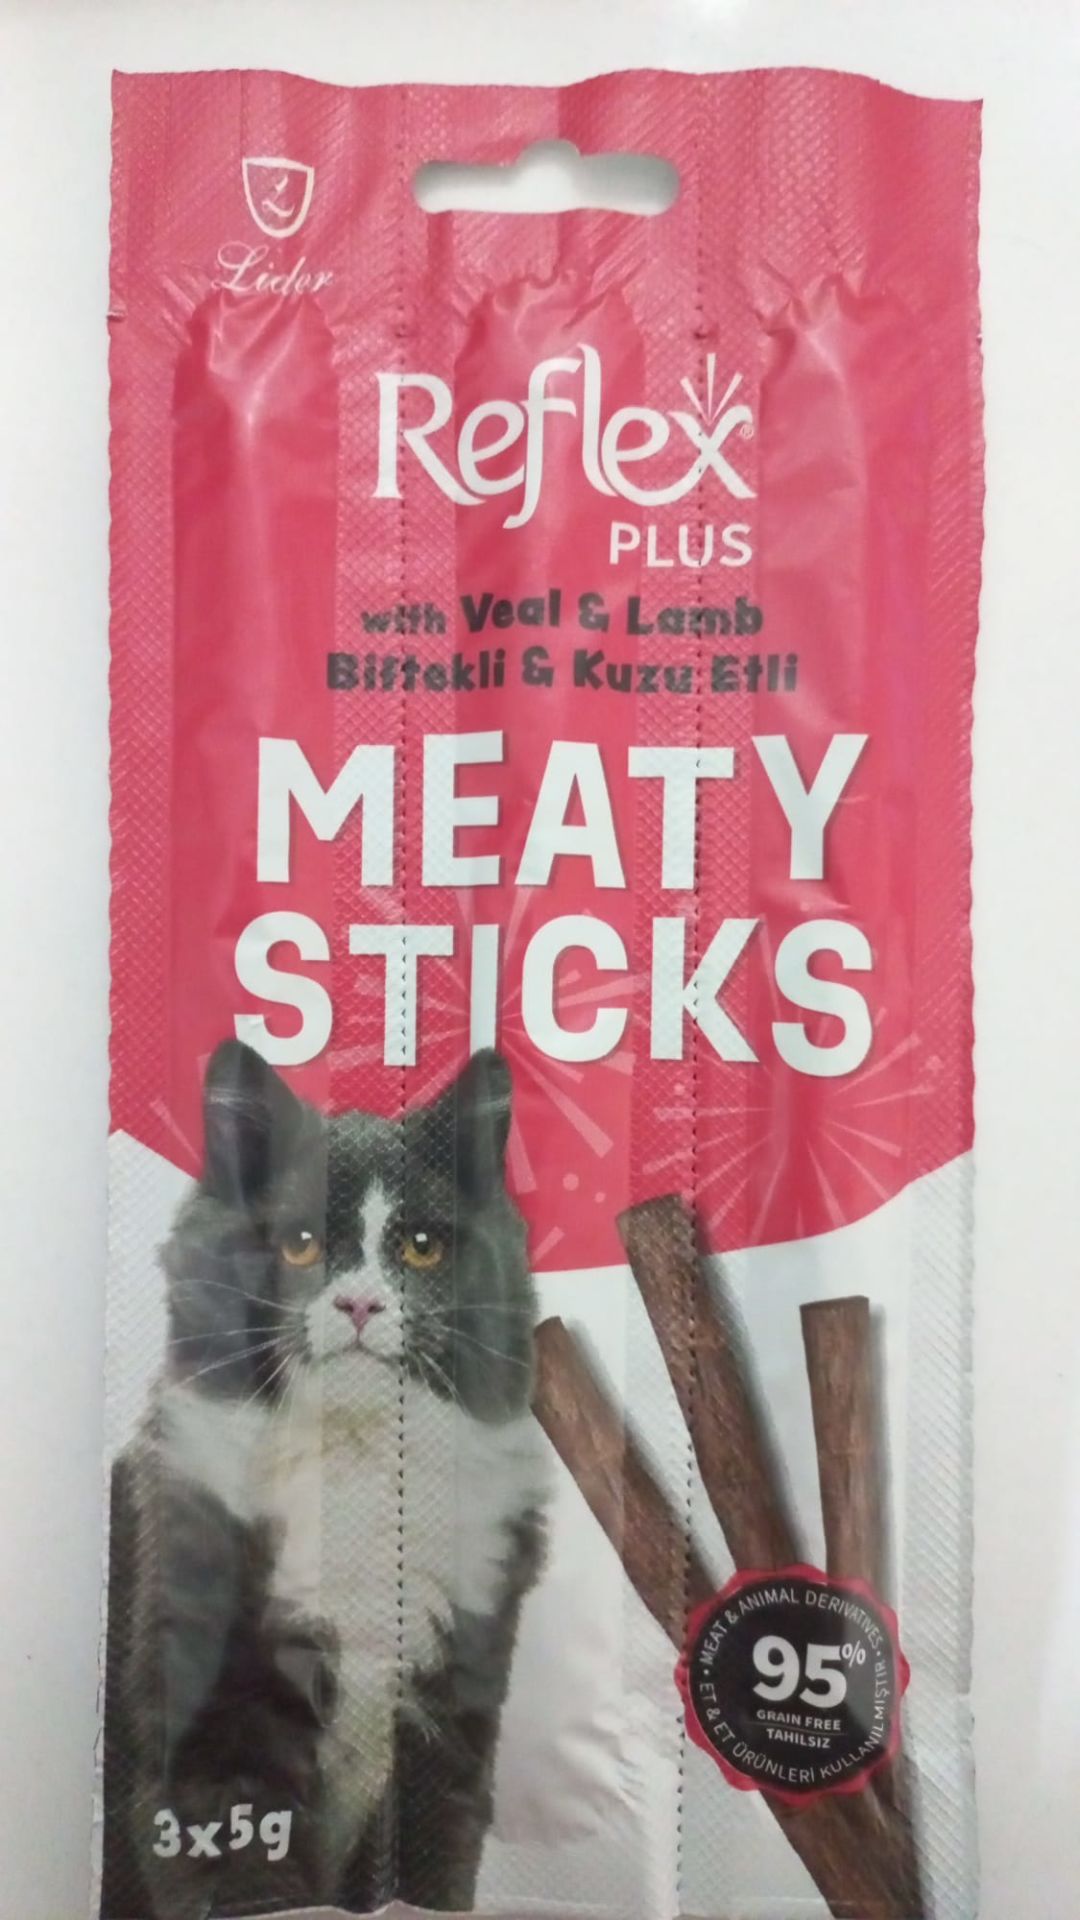 L
Lider
Reflex®
PLUS
with Veal & Lamb
Biftekli & Kuzu Etli
MEATY
STICKS
• MEAT & ANIMAL DERIVATIVES •
95%
GRAIN FREE
TAHILSIZ
ET & ET ÜRÜNLERİ KULLANILMIŞTIR
3x5g